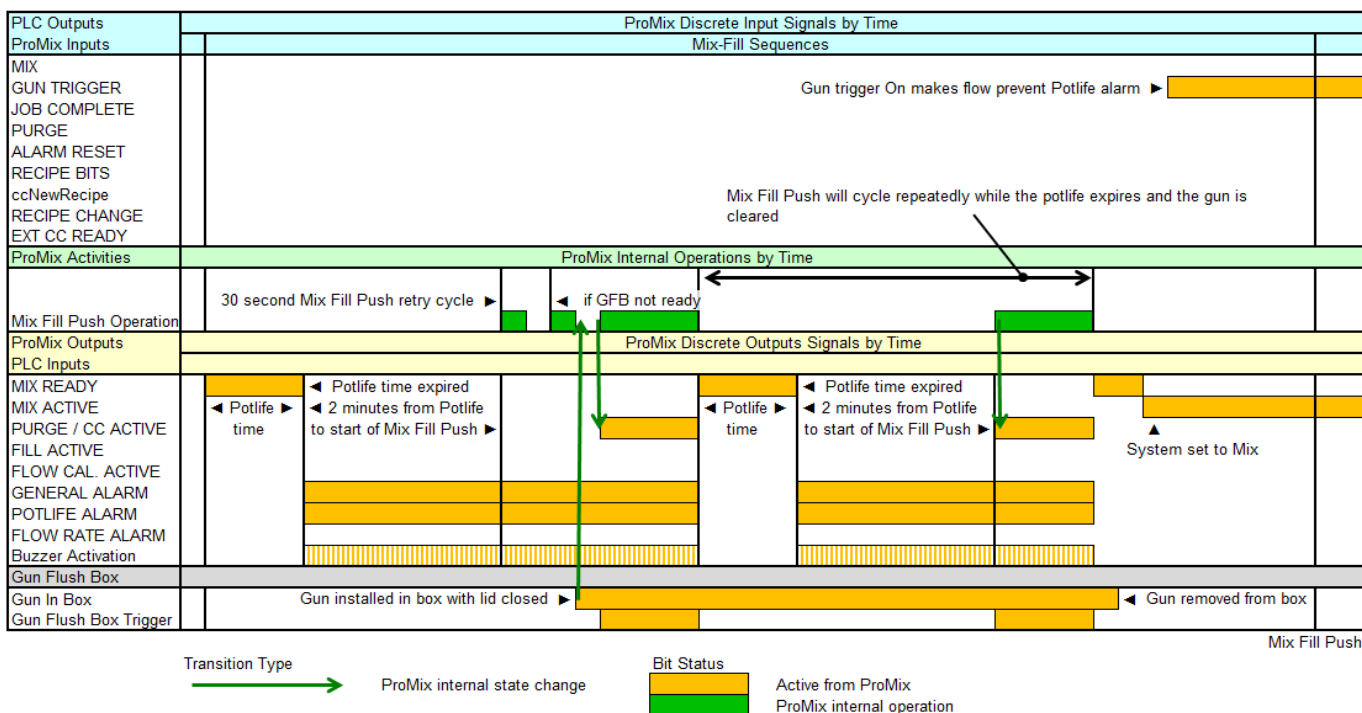 PLC Outputs
ProMix Discrete Input Signals by Time
ProMix Inputs
Mix-Fill Sequences
MIX
GUN TRIGGER
Gun trigger On makes flow prevent Potlife alarm ►
JOB COMPLETE
PURGE
ALARM RESET
RECIPE BITS
ccNewRecipe
RECIPE CHANGE
EXT CC READY
Mix Fill Push will cycle repeatedly while the potlife expires and the gun is
cleared
ProMix Activities
ProMix Internal Operations by Time
30 second Mix Fill Push retry cycle ►
◄ if GFB not ready
Mix Fill Push Operation
ProMix Outputs
ProMix Discrete Outputs Signals by Time
PLC Inputs
MIX READY
◄ Potlife time expired
◄ Potlife time expired
MIX ACTIVE
◄ Potlife ►
◄ 2 minutes from Potlife
◄ Potlife ►
◄ 2 minutes from Potlife
PURGE / CC ACTIVE
time
to start of Mix Fill Push ►
time
to start of Mix Fill Push ►
▲
FILL ACTIVE
System set to Mix
FLOW CAL. ACTIVE
GENERAL ALARM
POTLIFE ALARM
FLOW RATE ALARM
Buzzer Activation
Gun Flush Box
Gun In Box
Gun installed in box with lid closed ►
◄ Gun removed from box
Gun Flush Box Trigger
Mix Fill Push
Transition Type
Bit Status
ProMix internal state change
Active from ProMix
ProMix internal operation